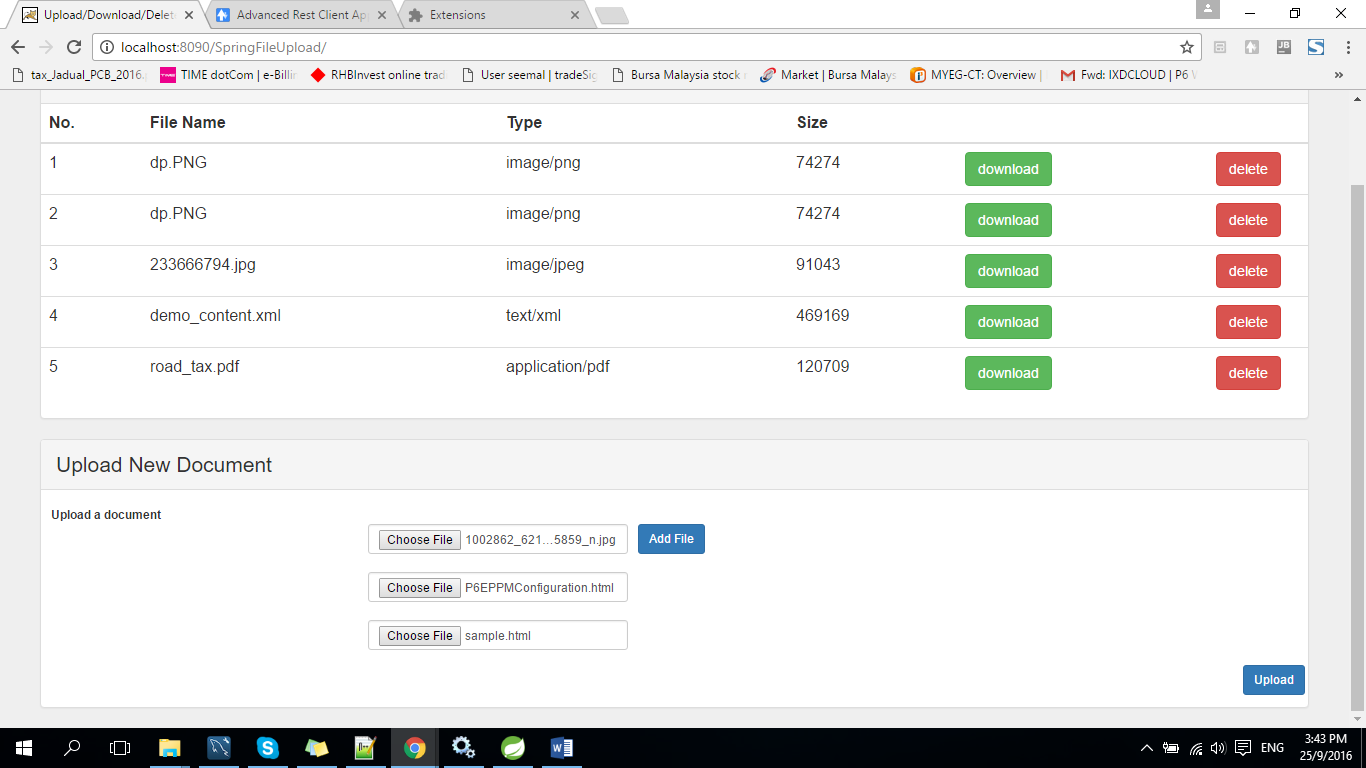 Upload/Download/Delet
Advanced Rest Client Ap
Extensions
localhost:8090/SpringFileUpload/
tax_Jadual_PCB_2016.
TIME dotCom | e-Billin
RHBInvest online trad
User seemal | tradeSig
Bursa Malaysia stock
Market | Bursa Malays
MYEG-CT: Overview |
Fwd: IXDCLOUD | P6 W
»
No. File Name Type Size
1 dp.PNG image/png 74274 download delete
2 dp.PNG image/png 74274 download delete
3 233666794.jpg image/jpeg 91043 download delete
4 demo_content.xml text/xml 469169 download delete
5 road_tax.pdf application/pdf 120709 download delete
Upload New Document
Upload a document
Choose File 1002862_621...5859_n.jpg Add File
Choose File P6EPPMConfiguration.html
Choose File sample.html
Upload
ENG
3:43 PM
25/9/2016